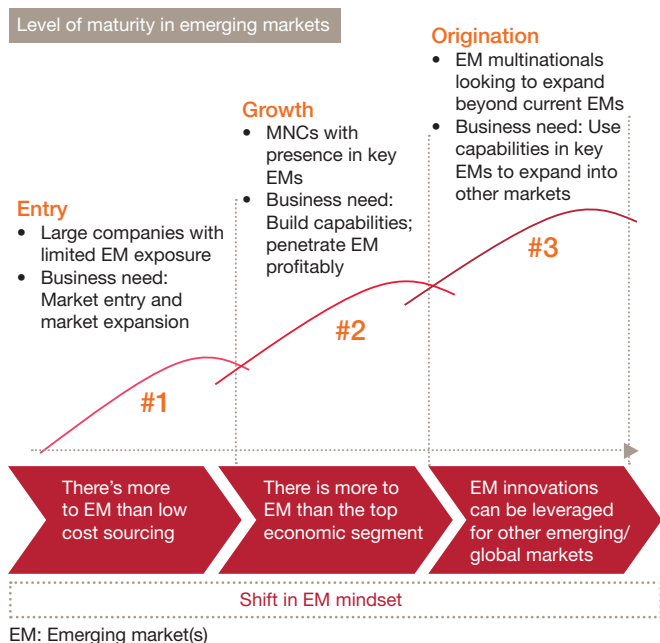 Level of maturity in emerging markets
Origination
• EM multinationals
looking to expand
beyond current EMs
• Business need: Use
capabilities in key
EMs to expand into
other markets
Growth
• MNCs with
presence in key
EMs
• Business need:
Build capabilities;
penetrate EM
profitably
Entry
• Large companies with
limited EM exposure
• Business need:
Market entry and
market expansion
#1
#2
#3
There's more
to EM than low
cost sourcing
There is more to
EM than the top
economic segment
EM innovations
can be leveraged
for other emerging/
global markets
Shift in EM mindset
EM: Emerging market(s)